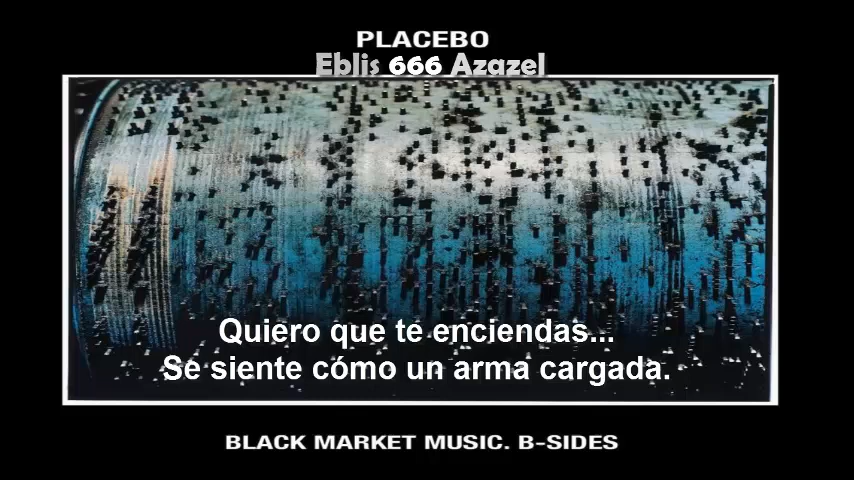 PLACEBO
Eblis 666 Azazel
Quiero que te enciendas...
Se siente cómo un arma cargada.
BLACK MARKET MUSIC. B-SIDES